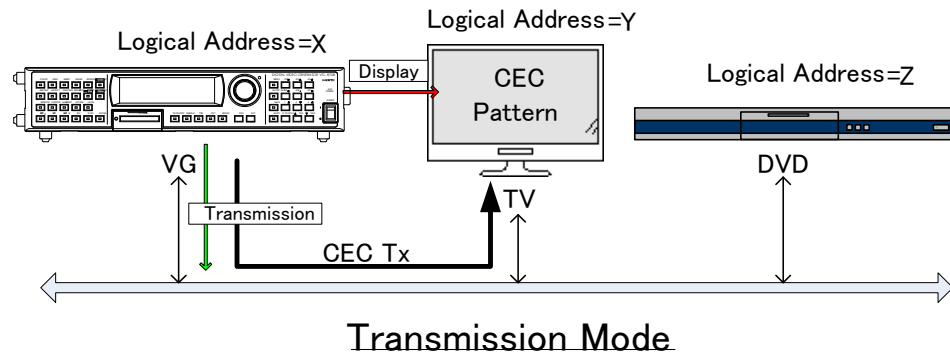 Logical Address=Y
Logical Address=X
Logical Address=Z
Display
CEC
Pattern
VG
TV
DVD
Transmission
CEC Tx
Transmission Mode